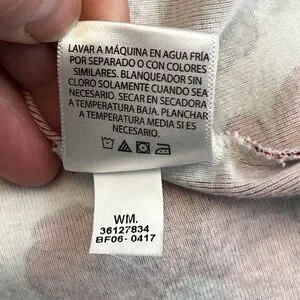 LAVAR A MÁQUINA EN AGUA FRÍA
POR SEPARADO O CON COLORES
SIMILARES. BLANQUEADOR SIN
CLORO SOLAMENTE CUANDO SEA
NECESARIO. SECAR EN SECADORA
A TEMPERATURA BAJA. PLANCHAR
A TEMPERATURA MEDIA SI ES
NECESARIO.
WM.
36127834
BF06-0417